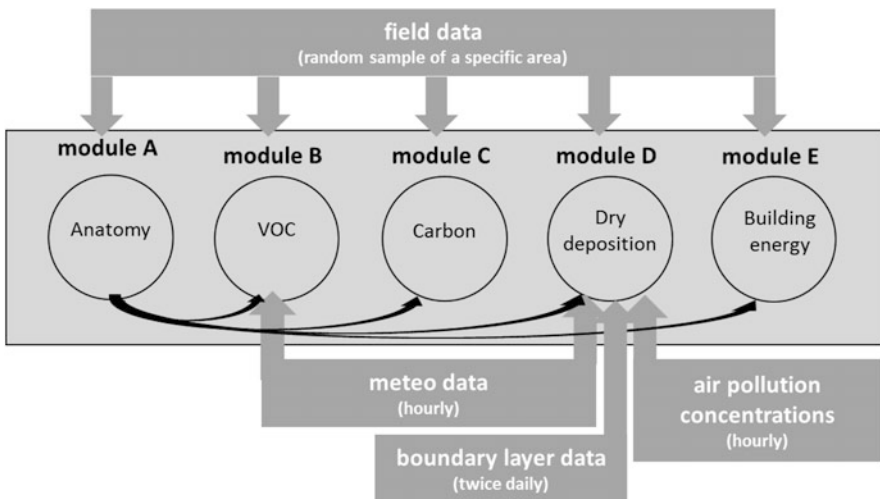 field data
(random sample of a specific area)
module A
module B
module C
module D
module E
Anatomy
VOC
Carbon
Dry
deposition
Building
energy
meteo data
(hourly)
air pollution
concentrations
(hourly)
boundary layer data
(twice daily)